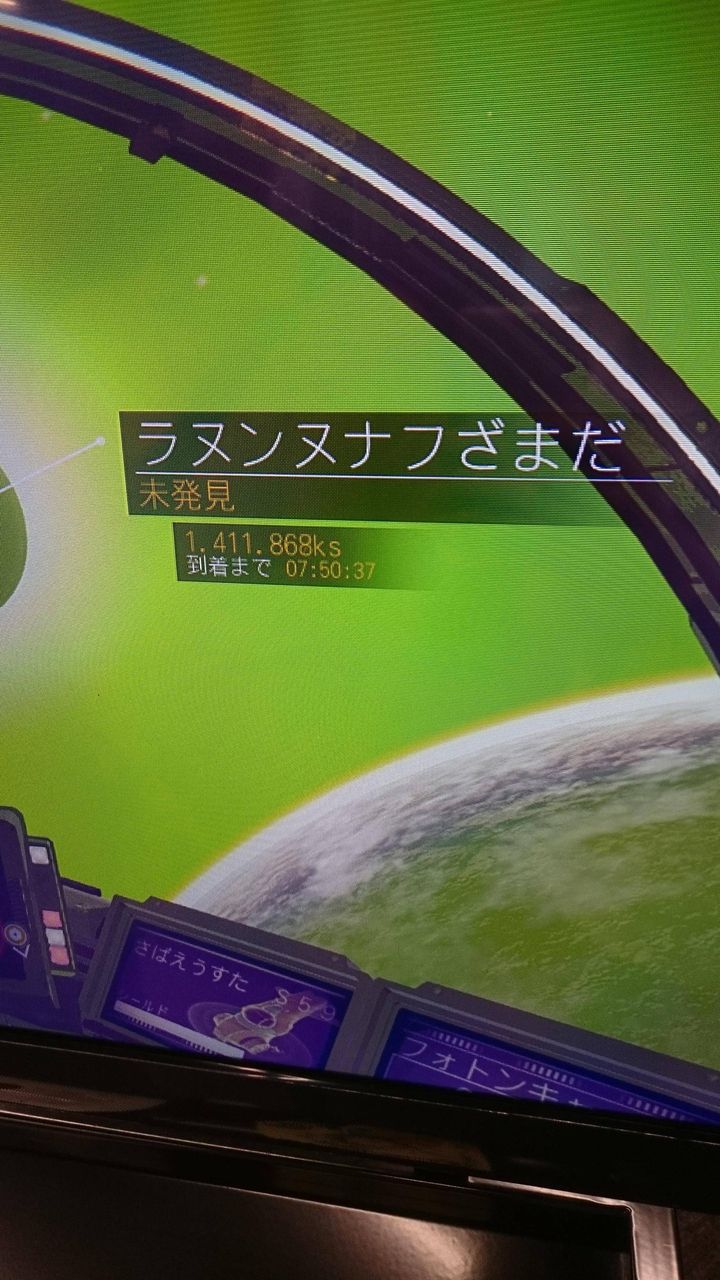 ラヌンヌナフざまだ
未発見
1.411.868ks
到着まで 07:50:37
さばえうすた
S59
フォトンキャ